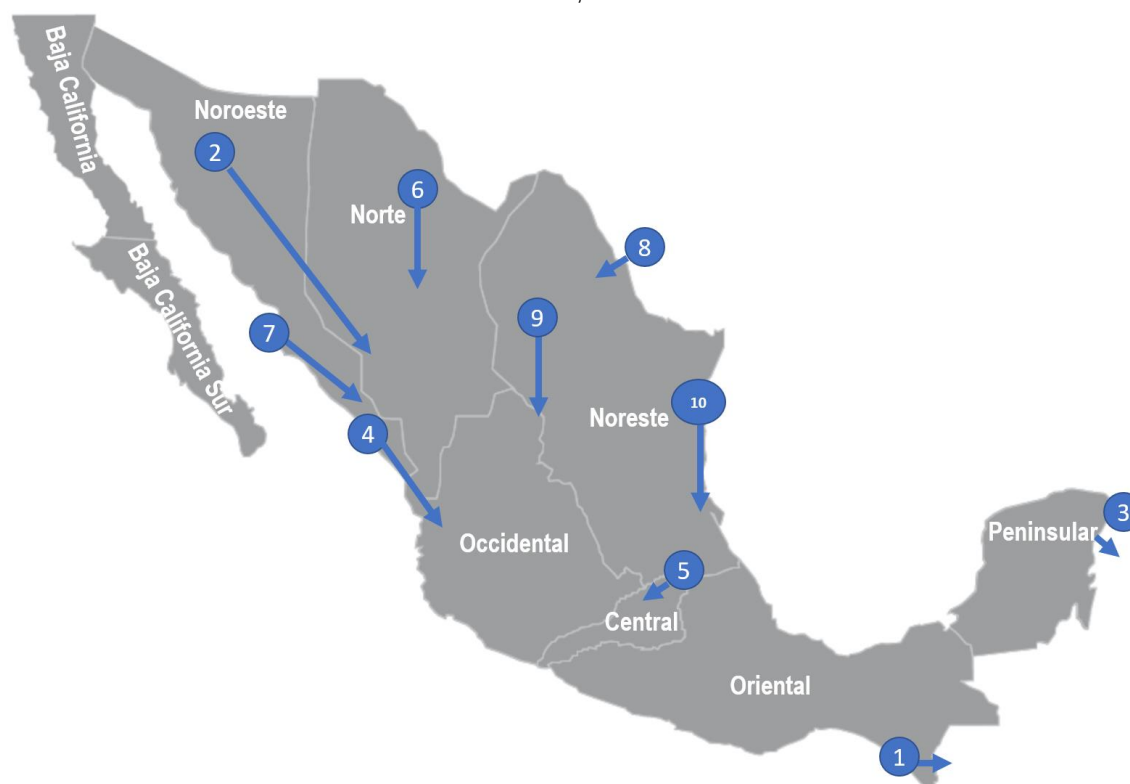 Baja California
Noroeste
2
6
Norte
8
Baja California Sur
7
9
10
Noreste
4
3
Peninsular
Occidental
5
Central
Oriental
1